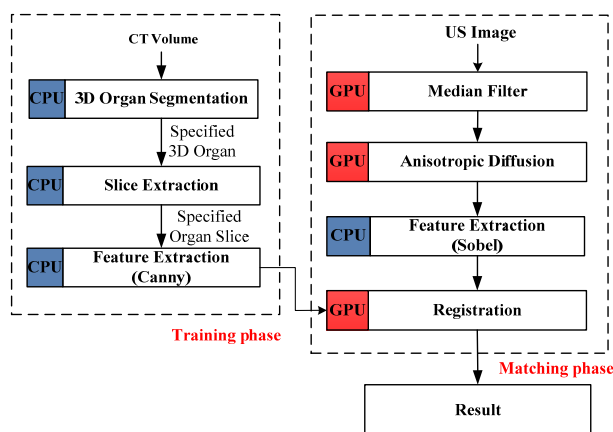 CT Volume
CPU
3D Organ Segmentation
Specified
3D Organ
CPU
Slice Extraction
Specified
Organ Slice
CPU
Feature Extraction
(Canny)
Training phase
US Image
GPU
Median Filter
GPU
Anisotropic Diffusion
CPU
Feature Extraction
(Sobel)
GPU
Registration
Matching phase
Result